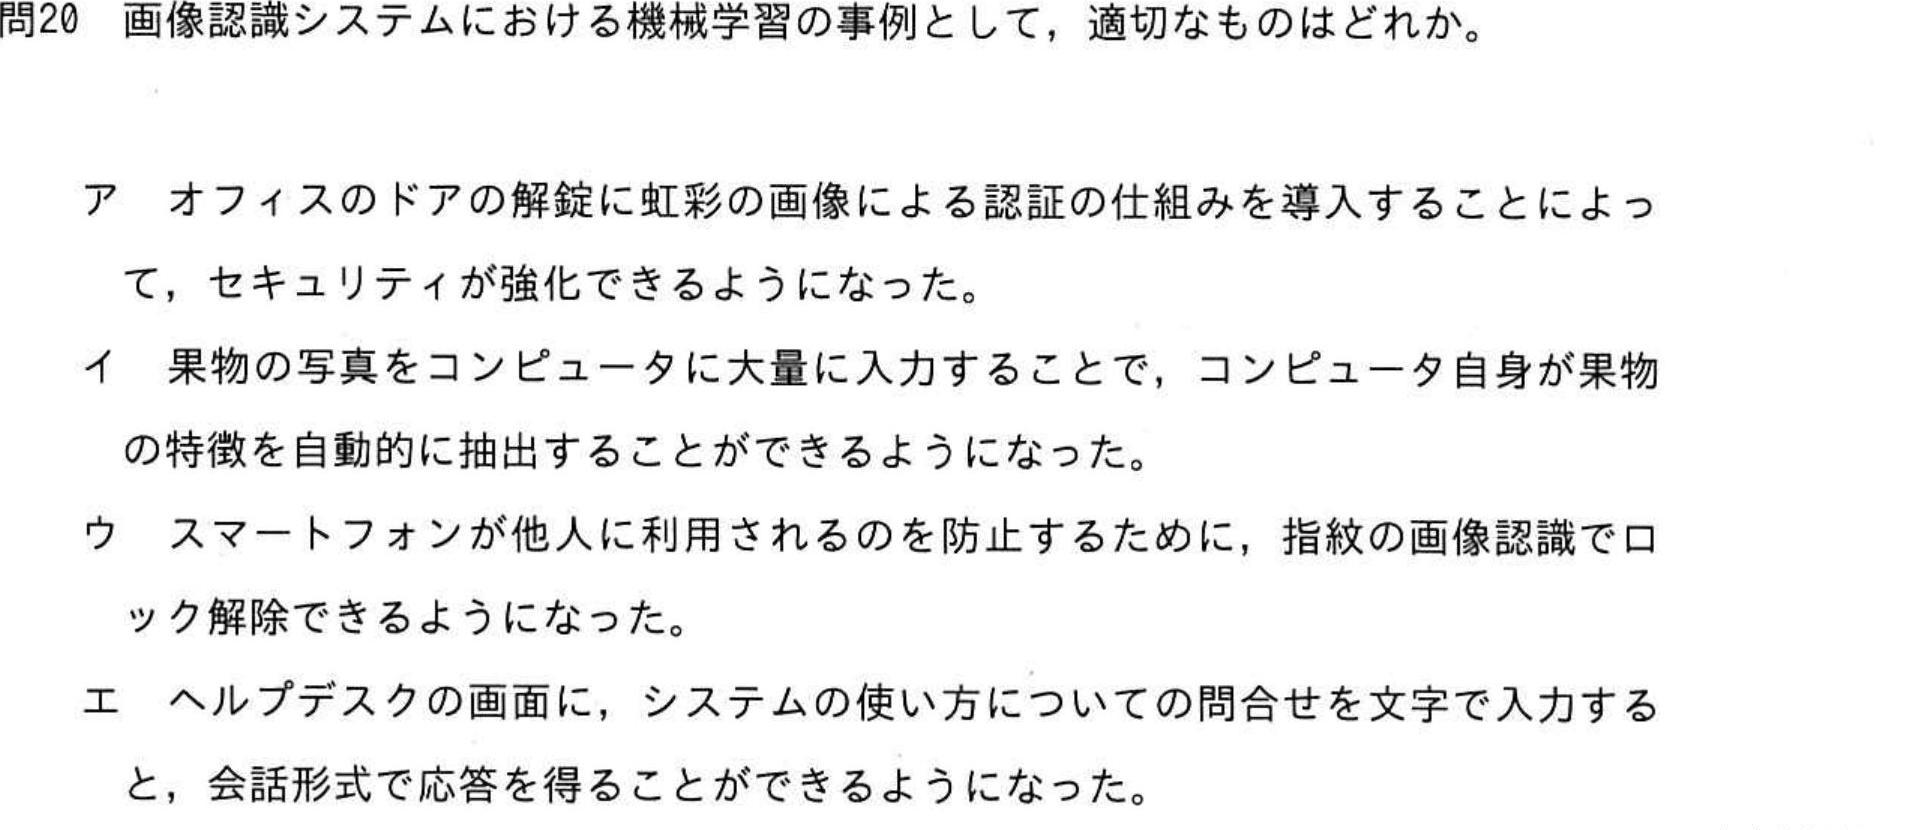 問20　画像認識システムにおける機械学習の事例として，適切なものはどれか。
ア　オフィスのドアの解錠に虹彩の画像による認証の仕組みを導入することによっ
て，セキュリティが強化できるようになった。
イ　果物の写真をコンピュータに大量に入力することで，コンピュータ自身が果物
の特徴を自動的に抽出することができるようになった。
ウ　スマートフォンが他人に利用されるのを防止するために，指紋の画像認識でロ
ック解除できるようになった。
エ　ヘルプデスクの画面に，システムの使い方についての問合せを文字で入力する
と，会話形式で応答を得ることができるようになった。